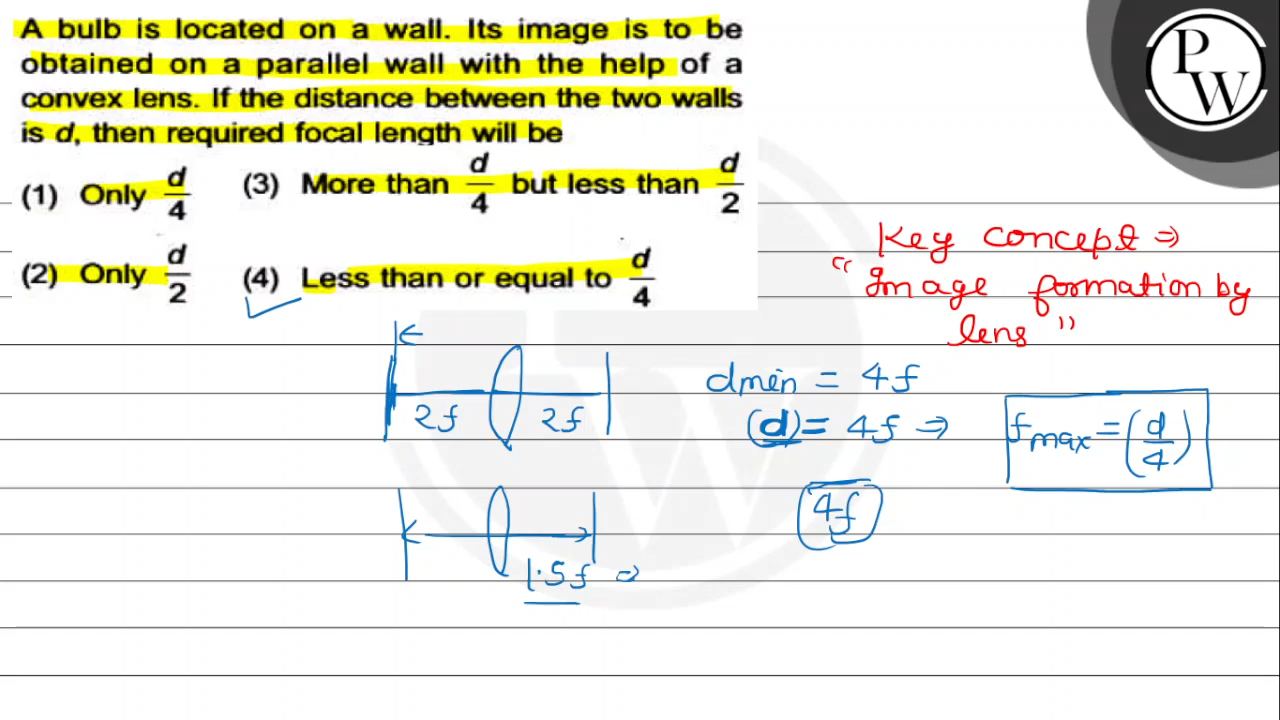 A bulb is located on a wall. Its image is to be
obtained on a parallel wall with the help of a
convex lens. If the distance between the two walls
is d, then required focal length will be
(1) Only d/4 (3) More than d/4 but less than d/2
(2) Only d/2 (4) Less than or equal to d/4
P
W
Key concept ⇒
"Image formation by
lens"
2f 2f
dmin = 4f
(d) = 4f ⇒ fmax = (d/4)
4f
1.5f ⇒